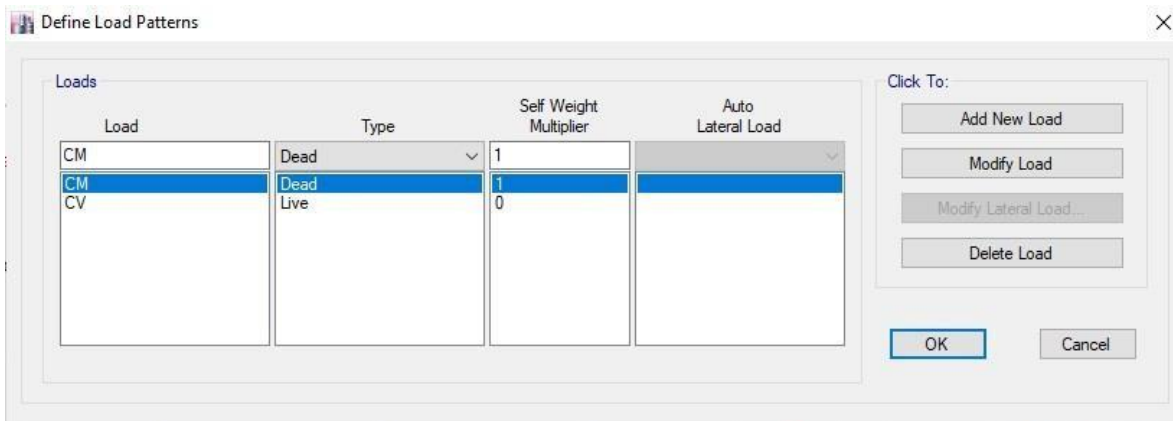 Define Load Patterns
Loads
Load Type Self Weight Multiplier Auto Lateral Load
CM Dead 1
CM Dead 1
CV Live 0
Click To:
Add New Load
Modify Load
Modify Lateral Load...
Delete Load
OK Cancel